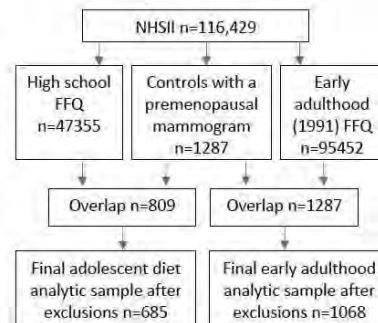 NHSII n=116,429
High school
FFQ
n=47355
Controls with a
premenopausal
mammogram
n=1287
Early
adulthood
(1991) FFQ
n=95452
Overlap n=809
Overlap n=1287
Final adolescent diet
analytic sample after
exclusions n=685
Final early adulthood
analytic sample after
exclusions n=1068